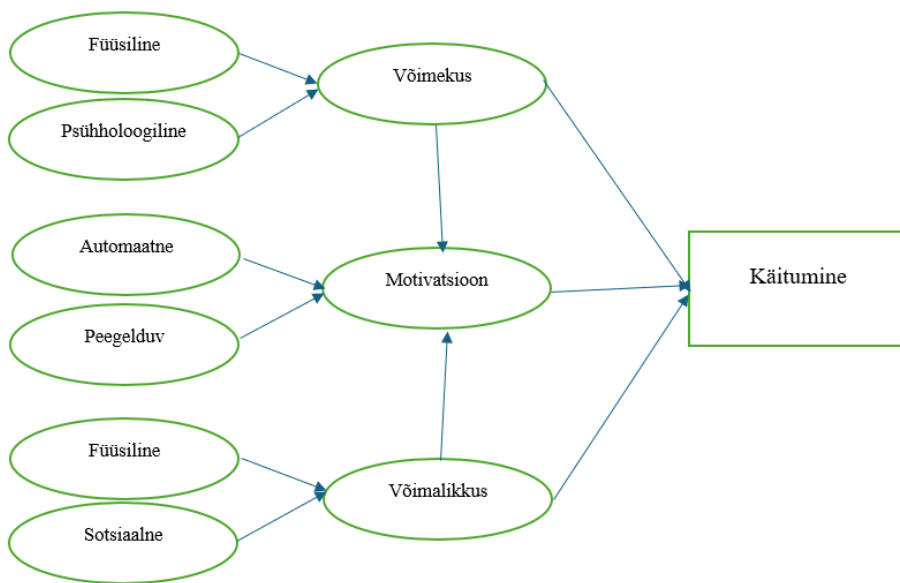 Füüsiline
Psühholoogiline
Võimekus
Automaatne
Peegelduv
Motivatsioon
Käitumine
Füüsiline
Sotsiaalne
Võimalikkus